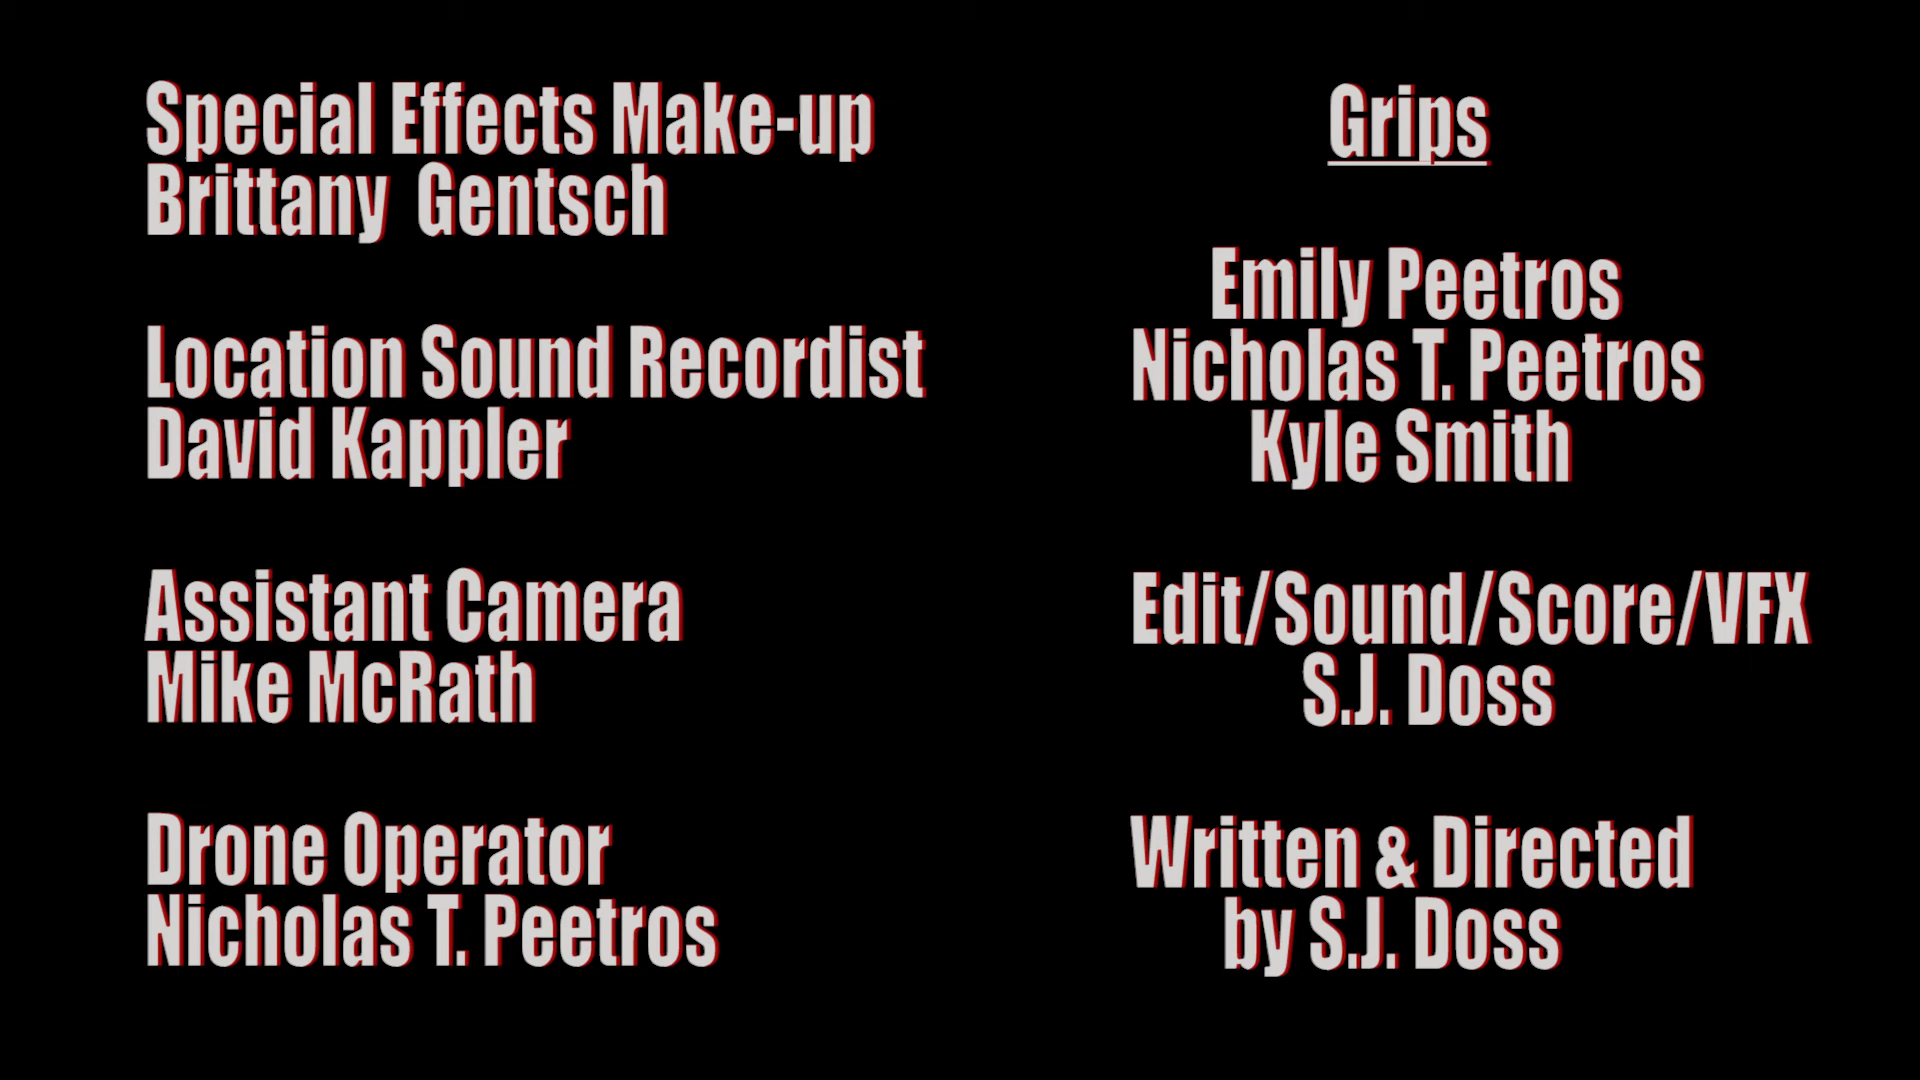 Special Effects Make-up
Brittany  Gentsch
Location Sound Recordist
David Kappler
Assistant Camera
Mike McRath
Drone Operator
Nicholas T. Peetros
Grips
Emily Peetros
Nicholas T. Peetros
Kyle Smith
Edit/Sound/Score/VFX
S.J. Doss
Written & Directed
by S.J. Doss